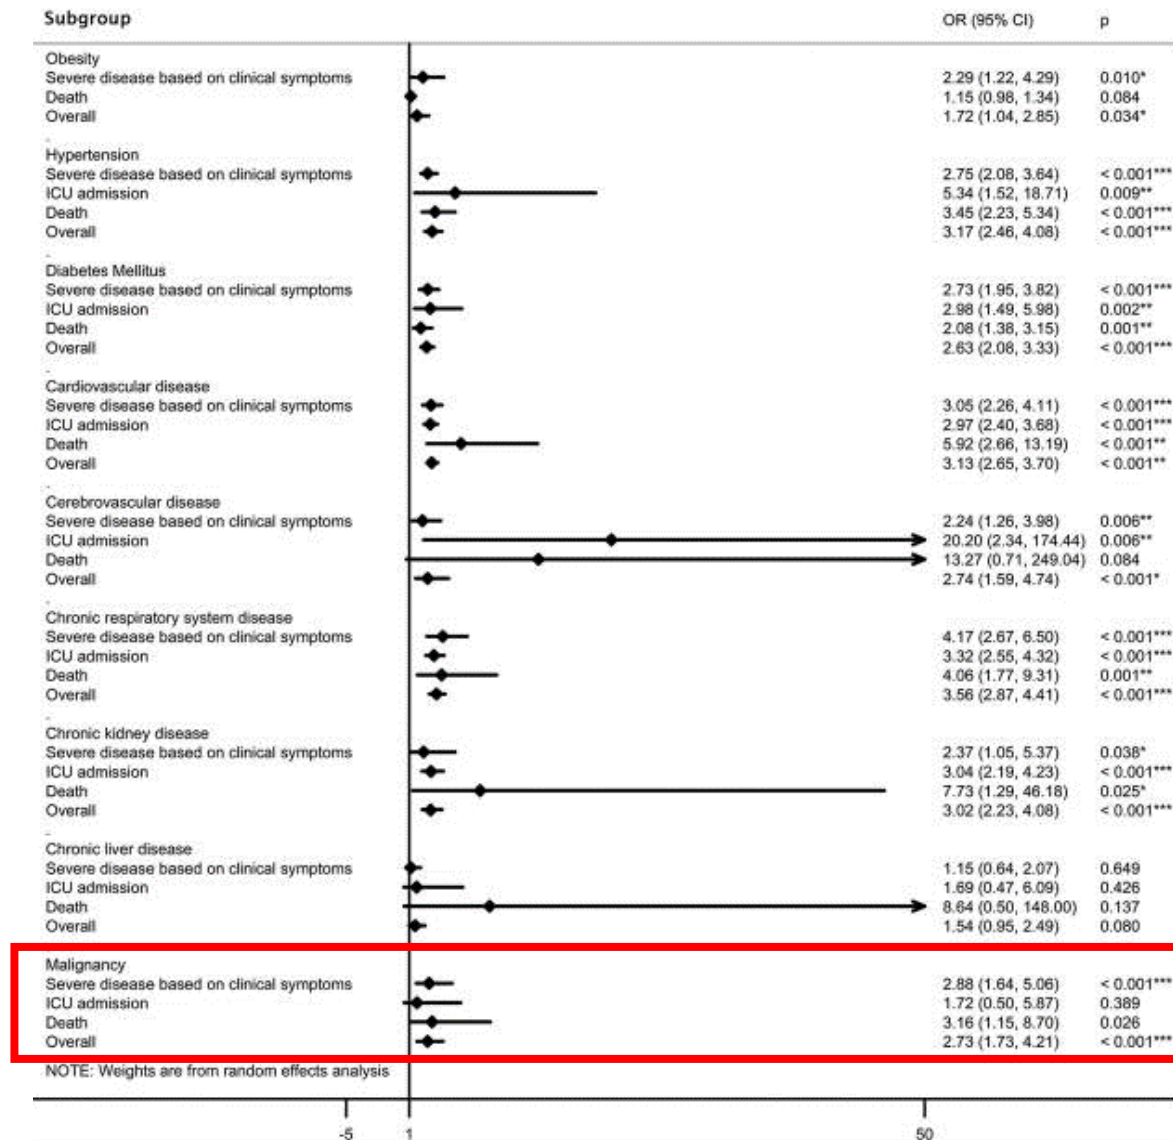 Subgroup OR (95% CI) p
Obesity
Severe disease based on clinical symptoms 2.29 (1.22, 4.29) 0.010*
Death 1.15 (0.98, 1.34) 0.084
Overall 1.72 (1.04, 2.85) 0.034*
.
Hypertension
Severe disease based on clinical symptoms 2.75 (2.08, 3.64) < 0.001***
ICU admission 5.34 (1.52, 18.71) 0.009**
Death 3.45 (2.23, 5.34) < 0.001***
Overall 3.17 (2.46, 4.08) < 0.001***
.
Diabetes Mellitus
Severe disease based on clinical symptoms 2.73 (1.95, 3.82) < 0.001***
ICU admission 2.98 (1.49, 5.98) 0.002**
Death 2.08 (1.38, 3.15) 0.001**
Overall 2.63 (2.08, 3.33) < 0.001***
.
Cardiovascular disease
Severe disease based on clinical symptoms 3.05 (2.26, 4.11) < 0.001***
ICU admission 2.97 (2.40, 3.68) < 0.001***
Death 5.92 (2.66, 13.19) < 0.001**
Overall 3.13 (2.65, 3.70) < 0.001**
.
Cerebrovascular disease
Severe disease based on clinical symptoms 2.24 (1.26, 3.98) 0.006**
ICU admission 20.20 (2.34, 174.44) 0.006**
Death 13.27 (0.71, 249.04) 0.084
Overall 2.74 (1.59, 4.74) < 0.001*
.
Chronic respiratory system disease
Severe disease based on clinical symptoms 4.17 (2.67, 6.50) < 0.001***
ICU admission 3.32 (2.55, 4.32) < 0.001***
Death 4.06 (1.77, 9.31) 0.001**
Overall 3.56 (2.87, 4.41) < 0.001***
.
Chronic kidney disease
Severe disease based on clinical symptoms 2.37 (1.05, 5.37) 0.038*
ICU admission 3.04 (2.19, 4.23) < 0.001***
Death 7.73 (1.29, 46.18) 0.025*
Overall 3.02 (2.23, 4.08) < 0.001***
.
Chronic liver disease
Severe disease based on clinical symptoms 1.15 (0.64, 2.07) 0.649
ICU admission 1.69 (0.47, 6.09) 0.426
Death 8.64 (0.50, 148.00) 0.137
Overall 1.54 (0.95, 2.49) 0.080
Malignancy
Severe disease based on clinical symptoms 2.88 (1.64, 5.06) < 0.001***
ICU admission 1.72 (0.50, 5.87) 0.389
Death 3.16 (1.15, 8.70) 0.026
Overall 2.73 (1.73, 4.21) < 0.001***
NOTE: Weights are from random effects analysis
-5 1 50